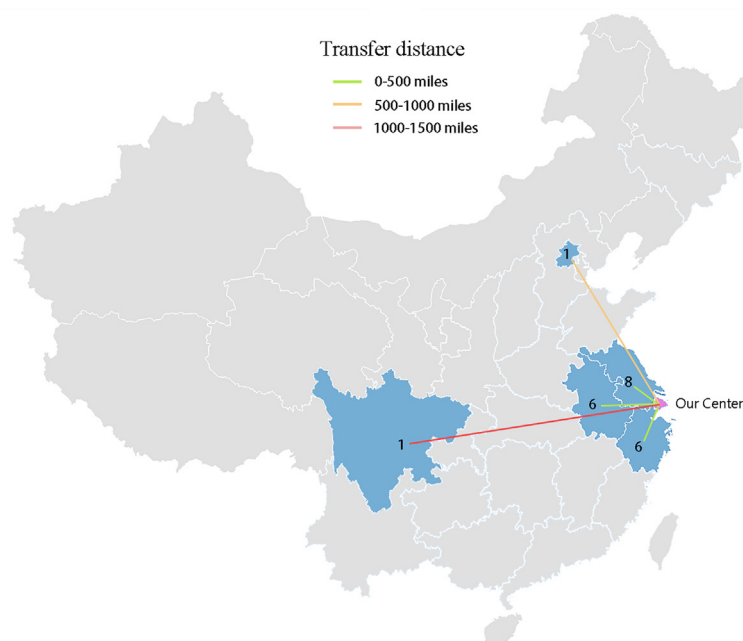 Transfer distance
0-500 miles
500-1000 miles
1000-1500 miles
1
8
Our Center
6
1
6